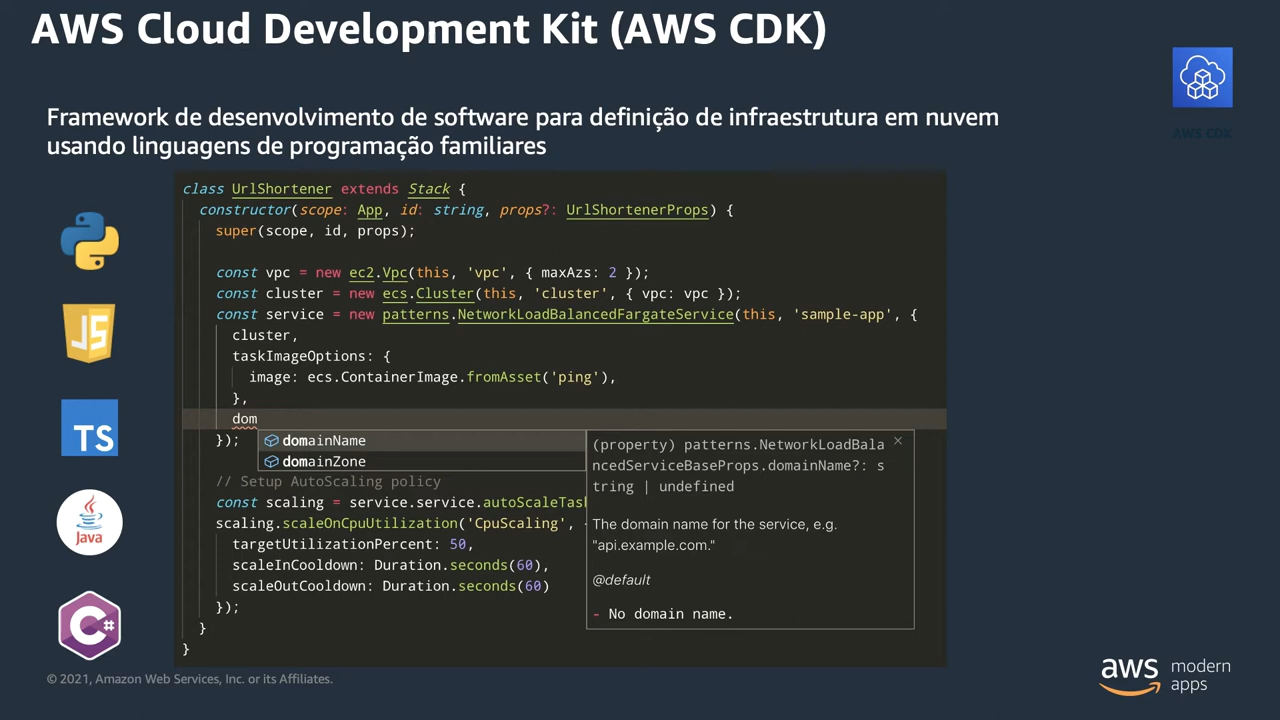 AWS Cloud Development Kit (AWS CDK)
AWS CDK
Framework de desenvolvimento de software para definição de infraestrutura em nuvem
usando linguagens de programação familiares
class UrlShortener extends Stack {
constructor(scope: App, id: string, props?: UrlShortenerProps) {
super(scope, id, props);
const vpc = new ec2.Vpc(this, 'vpc', { maxAzs: 2 });
const cluster = new ecs.Cluster(this, 'cluster', { vpc: vpc });
const service = new patterns.NetworkLoadBalancedFargateService(this, 'sample-app', {
cluster,
taskImageOptions: {
image: ecs.ContainerImage.fromAsset('ping'),
},
dom
});
domainName
domainZone
(property) patterns.NetworkLoadBala
ncedServiceBaseProps.domainName?: s
tring | undefined
The domain name for the service, e.g.
"api.example.com."
@default
- No domain name.
// Setup AutoScaling policy
const scaling = service.service.autoScaleTask
scaling.scaleOnCpuUtilization('CpuScaling', {
targetUtilizationPercent: 50,
scaleInCooldown: Duration.seconds(60),
scaleOutCooldown: Duration.seconds(60)
});
}
}
JS
TS
Java
C#
© 2021, Amazon Web Services, Inc. or its Affiliates.
aws modern
apps